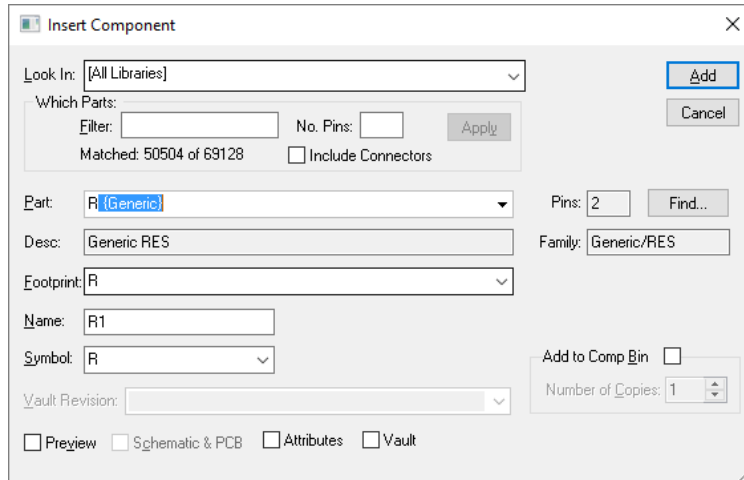 Insert Component
Look In: [All Libraries]
Add
Which Parts:
Filter: No. Pins: Apply
Cancel
Matched: 50504 of 69128 Include Connectors
Part: R {Generic} Pins: 2 Find...
Desc: Generic RES Family: Generic/RES
Footprint: R
Name: R1
Symbol: R Add to Comp Bin
Vault Revision: Number of Copies: 1
Preview Schematic & PCB Attributes Vault